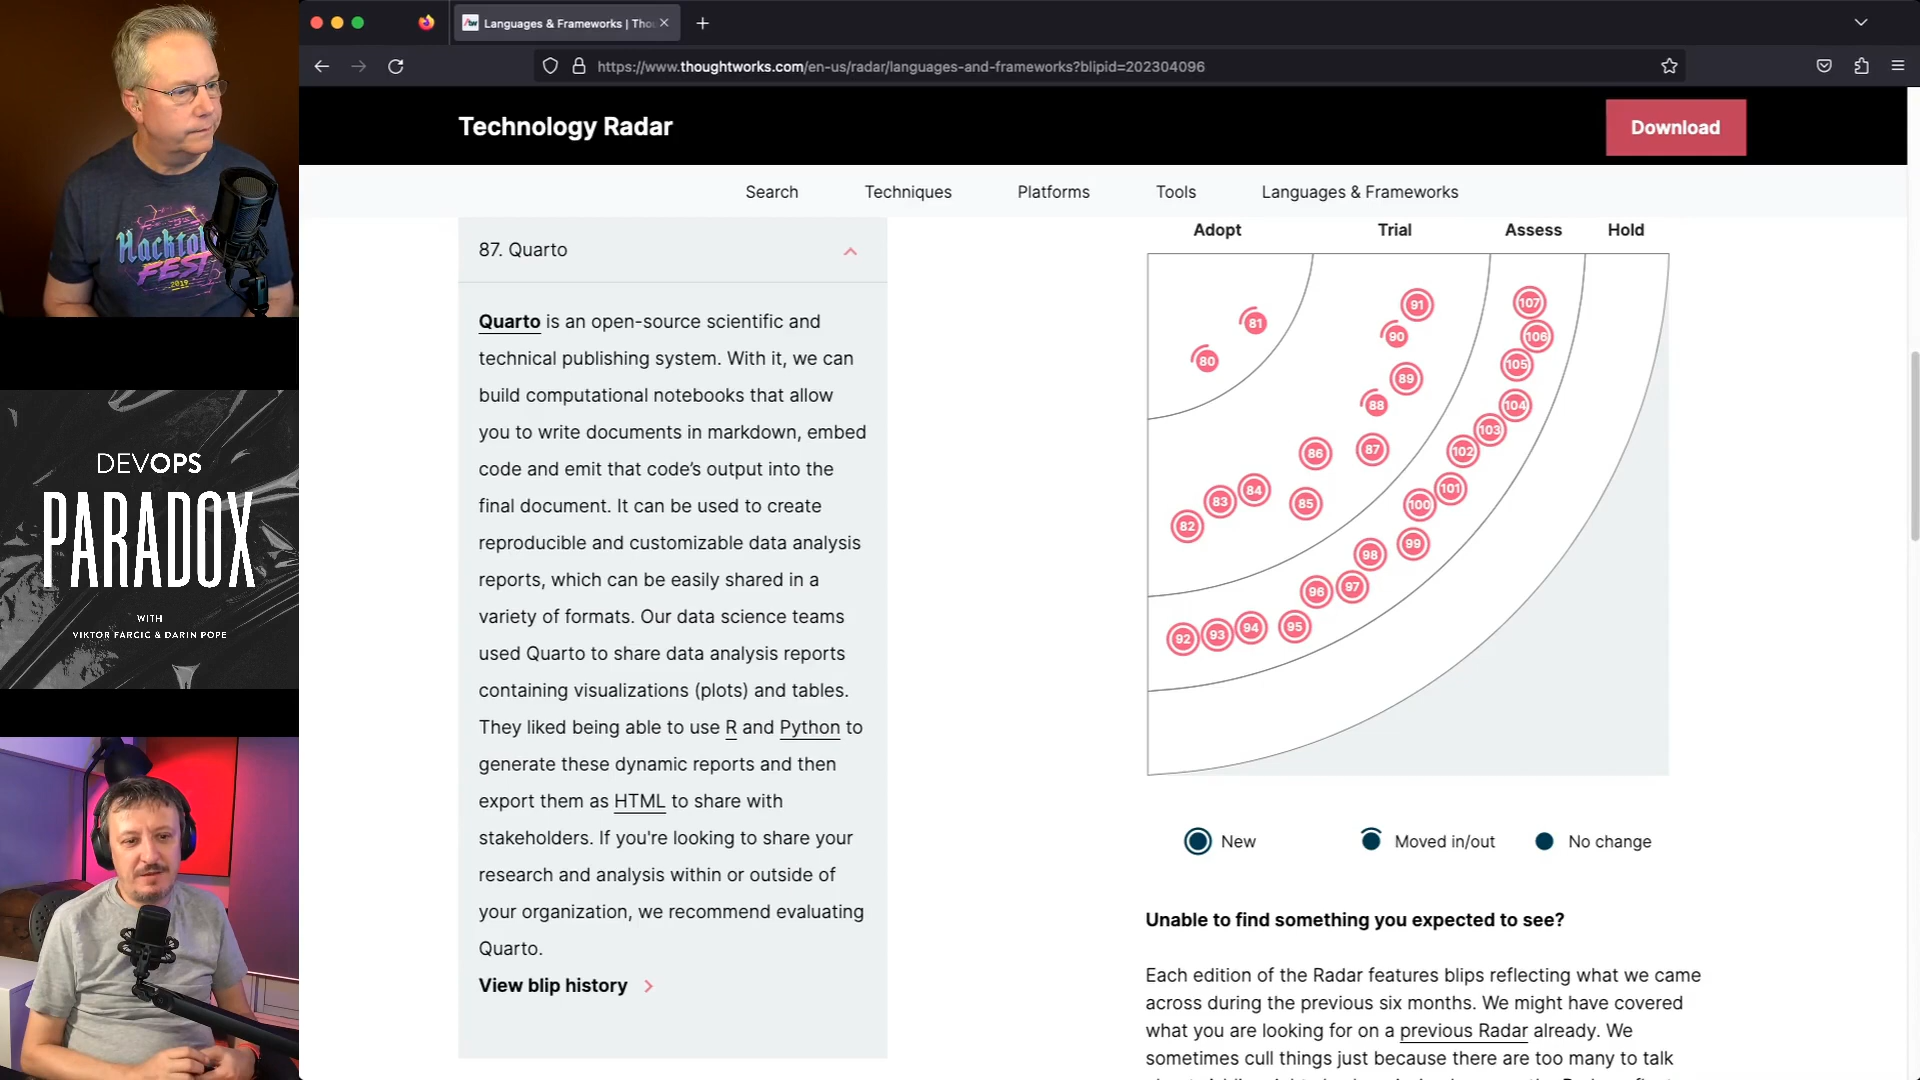 Languages & Frameworks | Tho
https://www.thoughtworks.com/en-us/radar/languages-and-frameworks?blipid=202304096
Technology Radar
Download
Search
Techniques
Platforms
Tools
Languages & Frameworks
87. Quarto
Quarto is an open-source scientific and
technical publishing system. With it, we can
build computational notebooks that allow
you to write documents in markdown, embed
code and emit that code's output into the
final document. It can be used to create
reproducible and customizable data analysis
reports, which can be easily shared in a
variety of formats. Our data science teams
used Quarto to share data analysis reports
containing visualizations (plots) and tables.
They liked being able to use R and Python to
generate these dynamic reports and then
export them as HTML to share with
stakeholders. If you're looking to share your
research and analysis within or outside of
your organization, we recommend evaluating
Quarto.
View blip history
Adopt
Trial
Assess
Hold
91
107
81
90
106
80
105
89
88
104
103
86
87
102
84
101
83
85
100
82
99
98
97
96
95
94
93
92
New
Moved in/out
No change
Unable to find something you expected to see?
Each edition of the Radar features blips reflecting what we came
across during the previous six months. We might have covered
what you are looking for on a previous Radar already. We
sometimes cull things just because there are too many to talk
FEST
2019
DEVOPS
PARADOX
WITH
VIKTOR FARCIC & DARIN POPE